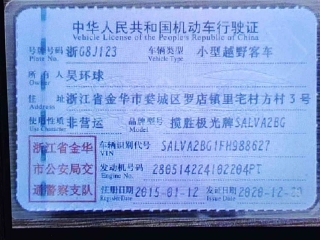 中华人民共和国机动车行驶证
Vehicle License of the People's Republic of China
号牌号码 浙G8J123 车辆类型 小型越野客车
Plate No. Vehicle Type
所有人 吴环球
Owner
住址 浙江省金华市婺城区罗店镇里宅村方村3号
Address
使用性质 非营运 品牌型号 揽胜极光牌SALVA2BG
Use Character Model
浙江省金华市公安局交通警察支队
车辆识别代号 SALVA2BG1FH988627
VIN
发动机号码
Engine No.
注册日期 2015-01-12 发证日期
Register Date Issue Date